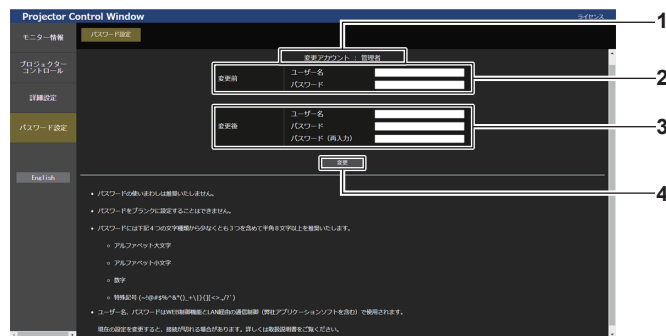 Projector Control Window
ライセンス
モニター情報
パスワード設定
プロジェクター
コントロール
詳細設定
パスワード設定
English
変更アカウント : 管理者
変更前
ユーザー名
パスワード
変更後
ユーザー名
パスワード
パスワード (再入力)
変更
1
2
3
4
• パスワードの使いまわしは推奨いたしません。
• パスワードをブランクに設定することはできません。
• パスワードには下記4つの文字種類から少なくとも3つを含めて半角8文字以上を推奨いたします。
○ アルファベット大文字
○ アルファベット小文字
○ 数字
○ 特殊記号 (~!@#$%^&*()_+\|}{][<>.,/?`)
• ユーザー名、パスワードはWEB制御機能とLAN経由の通信制御 (弊社アプリケーションソフトを含む) で使用されます。
現在の設定を変更すると、接続が切れる場合があります。詳しくは取扱説明書をご覧ください。